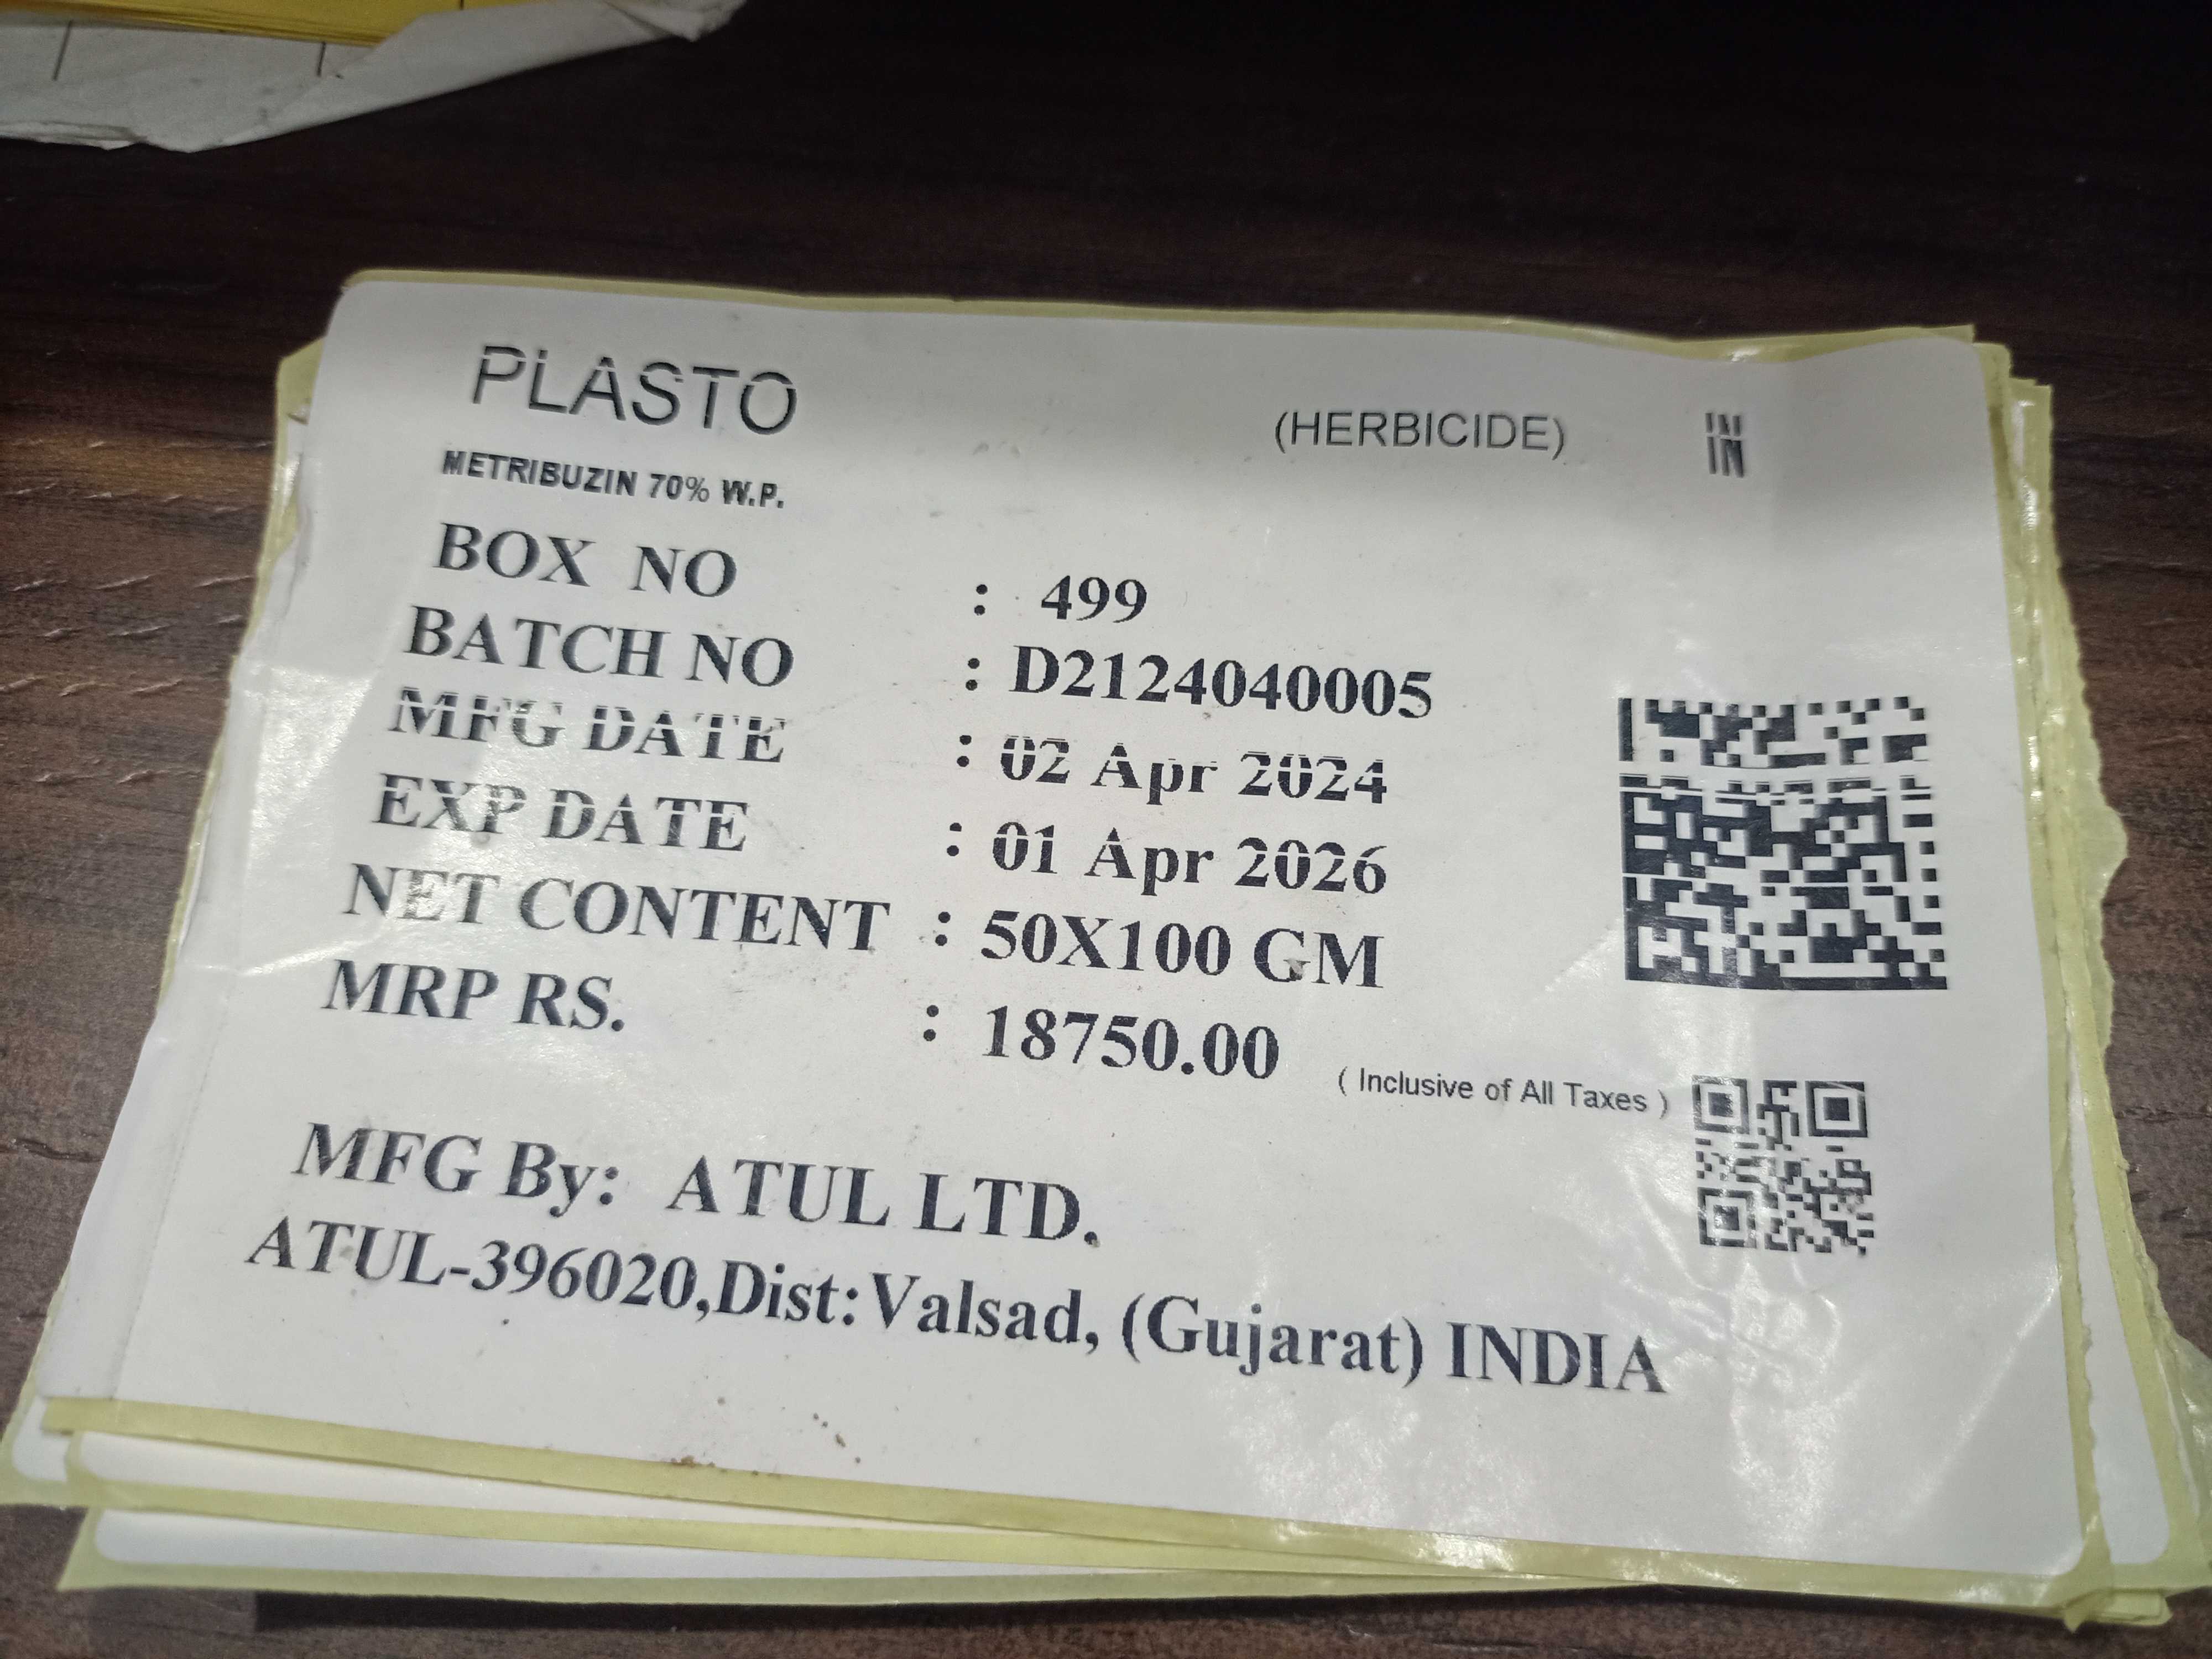 PLASTO (HERBICIDE) IN
METRIBUZIN 70% W.P.
BOX NO : 499
BATCH NO : D2124040005
MFG DATE : 02 Apr 2024
EXP DATE : 01 Apr 2026
NET CONTENT : 50X100 GM
MRP RS. : 18750.00 ( Inclusive of All Taxes )
MFG By: ATUL LTD.
ATUL-396020,Dist:Valsad, (Gujarat) INDIA